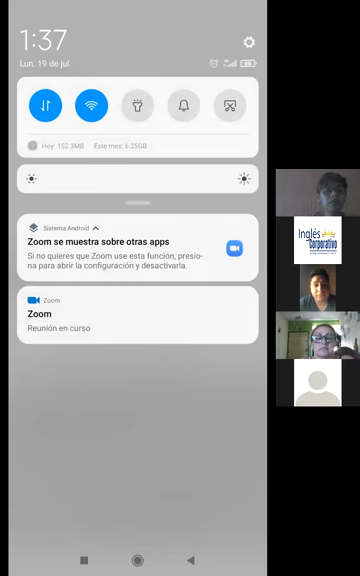 1:37
Lun. 19 de jul.
Hoy: 152.3MB Este mes: 6.25GB
Sistema Android
Zoom se muestra sobre otras apps
Si no quieres que Zoom use esta función, presio-
na para abrir la configuración y desactivarla.
Zoom
Zoom
Reunión en curso
Inglés
Corporativo